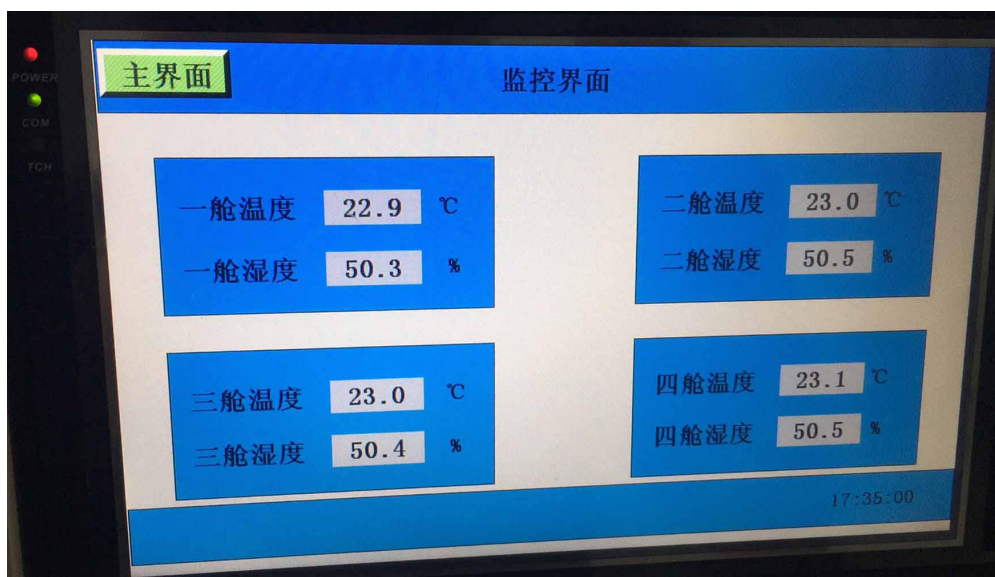 POWER
COM
TCH
主界面
监控界面
一舱温度 22.9 ℃
一舱湿度 50.3 %
二舱温度 23.0 ℃
二舱湿度 50.5 %
三舱温度 23.0 ℃
三舱湿度 50.4 %
四舱温度 23.1 ℃
四舱湿度 50.5 %
17:35:00